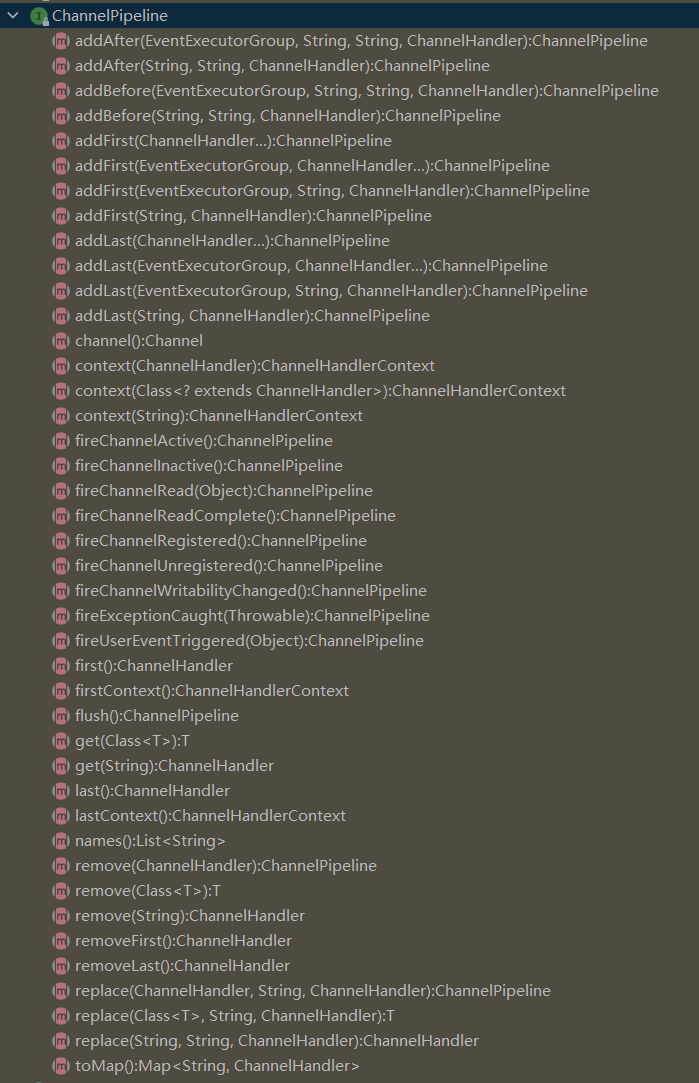 ChannelPipeline
addAfter(EventExecutorGroup, String, String, ChannelHandler):ChannelPipeline
addAfter(String, String, ChannelHandler):ChannelPipeline
addBefore(EventExecutorGroup, String, String, ChannelHandler):ChannelPipeline
addBefore(String, String, ChannelHandler):ChannelPipeline
addFirst(ChannelHandler...):ChannelPipeline
addFirst(EventExecutorGroup, ChannelHandler...):ChannelPipeline
addFirst(EventExecutorGroup, String, ChannelHandler):ChannelPipeline
addFirst(String, ChannelHandler):ChannelPipeline
addLast(ChannelHandler...):ChannelPipeline
addLast(EventExecutorGroup, ChannelHandler...):ChannelPipeline
addLast(EventExecutorGroup, String, ChannelHandler):ChannelPipeline
addLast(String, ChannelHandler):ChannelPipeline
channel():Channel
context(ChannelHandler):ChannelHandlerContext
context(Class<? extends ChannelHandler>):ChannelHandlerContext
context(String):ChannelHandlerContext
fireChannelActive():ChannelPipeline
fireChannelInactive():ChannelPipeline
fireChannelRead(Object):ChannelPipeline
fireChannelReadComplete():ChannelPipeline
fireChannelRegistered():ChannelPipeline
fireChannelUnregistered():ChannelPipeline
fireChannelWritabilityChanged():ChannelPipeline
fireExceptionCaught(Throwable):ChannelPipeline
fireUserEventTriggered(Object):ChannelPipeline
first():ChannelHandler
firstContext():ChannelHandlerContext
flush():ChannelPipeline
get(Class<T>):T
get(String):ChannelHandler
last():ChannelHandler
lastContext():ChannelHandlerContext
names():List<String>
remove(ChannelHandler):ChannelPipeline
remove(Class<T>):T
remove(String):ChannelHandler
removeFirst():ChannelHandler
removeLast():ChannelHandler
replace(ChannelHandler, String, ChannelHandler):ChannelPipeline
replace(Class<T>, String, ChannelHandler):T
replace(String, String, ChannelHandler):ChannelHandler
toMap():Map<String, ChannelHandler>